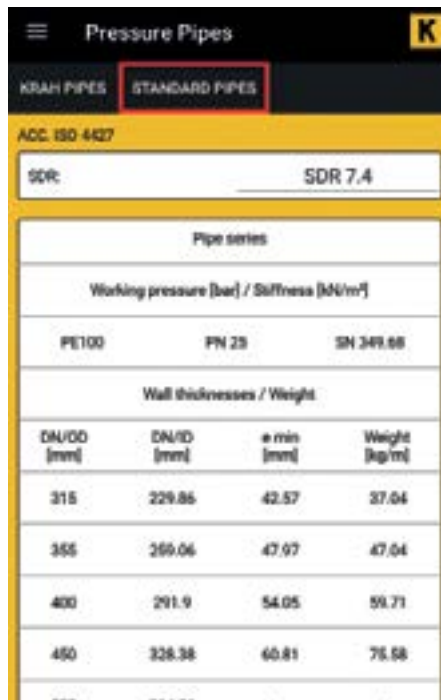 Pressure Pipes K
KRAH PIPES STANDARD PIPES
ACC. ISO 4427
SDR: SDR 7.4
Pipe series
Working pressure [bar] / Stiffness [kN/m²]
PE100 PN 25 SN 349.68
Wall thicknesses / Weight
DN/OD DN/ID e min Weight
[mm] [mm] [mm] [kg/m]
315 229.86 42.57 37.04
355 259.06 47.97 47.04
400 291.9 54.05 59.71
450 328.38 60.81 75.58